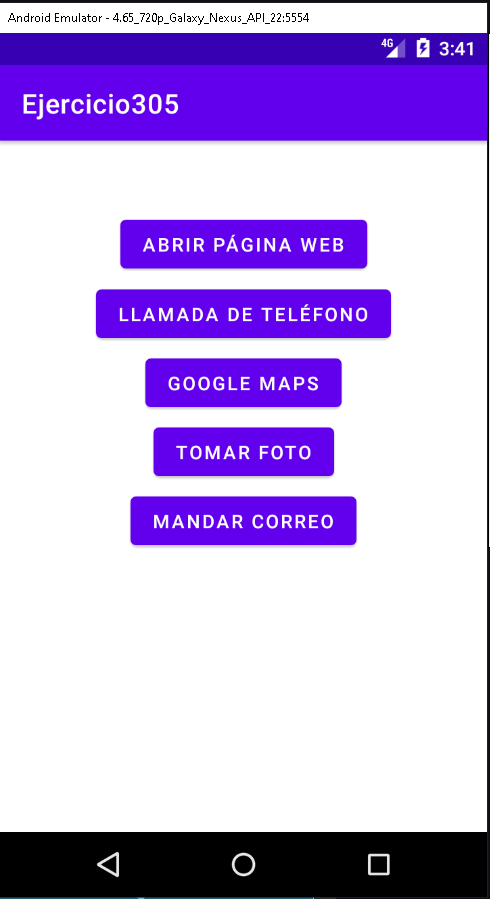 Android Emulator - 4.65_720p_Galaxy_Nexus_API_22:5554
4G 3:41
Ejercicio305
ABRIR PÁGINA WEB
LLAMADA DE TELÉFONO
GOOGLE MAPS
TOMAR FOTO
MANDAR CORREO